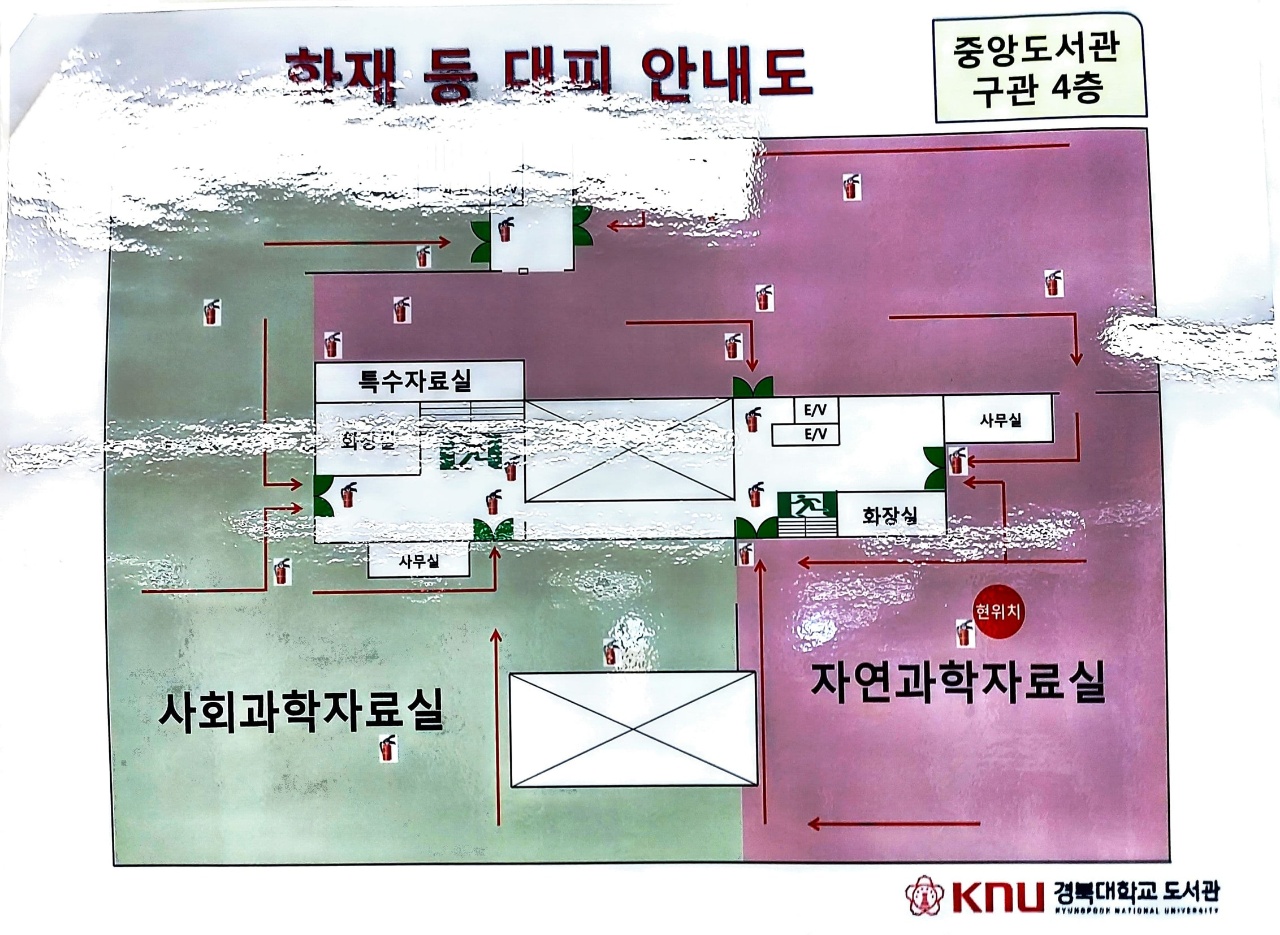 화재 등 대피 안내도
중앙도서관
구관 4층
특수자료실
화장실
E/V
E/V
사무실
화장실
사무실
현위치
자연과학자료실
사회과학자료실
KNU 경북대학교 도서관
KYUNGPOOK NATIONAL UNIVERSITY